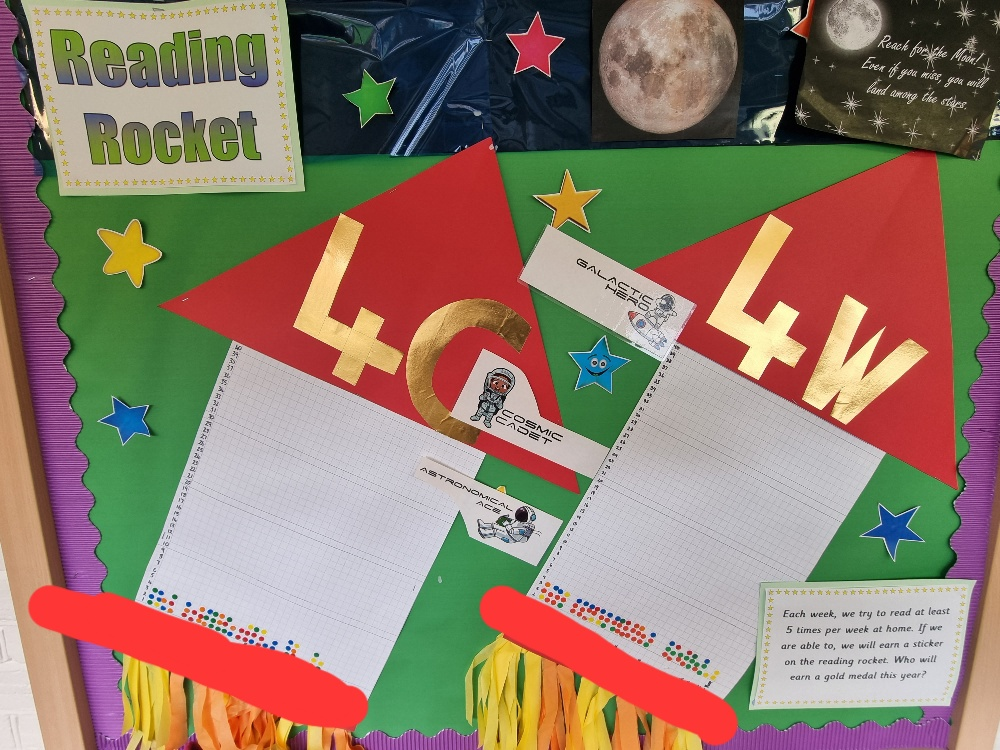 Reading
Rocket
Reach for the Moon!
Even if you miss, you will
land among the stars.
4C
4W
GALACTIC
HERO
COSMIC
CADET
ASTRONOMICAL
ACE
Each week, we try to read at least
5 times per week at home. If we
are able to, we will earn a sticker
on the reading rocket. Who will
earn a gold medal this year?